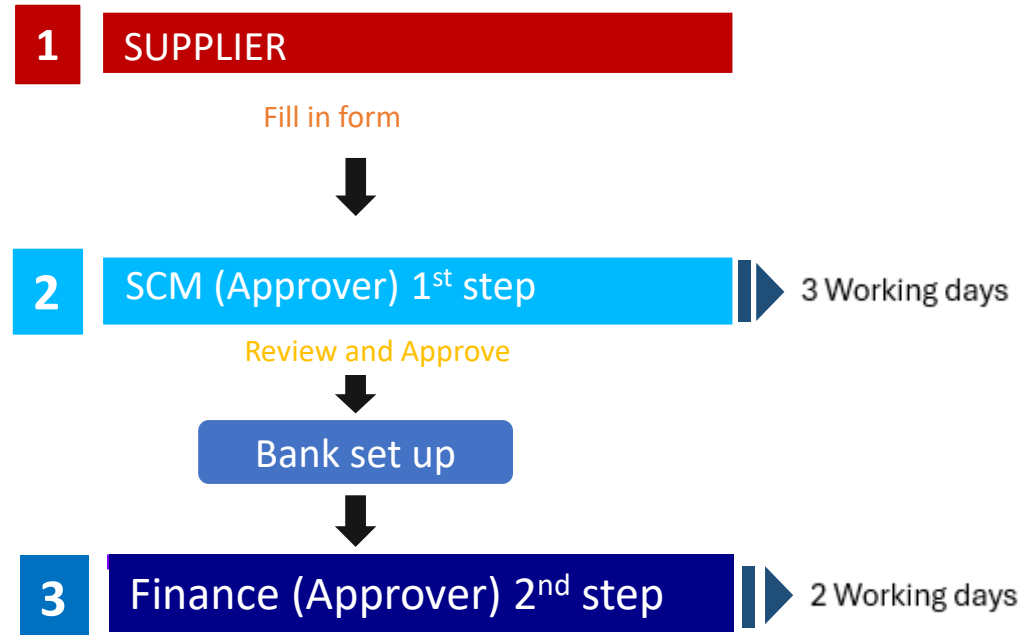 1 SUPPLIER
Fill in form
2 SCM (Approver) 1st step
3 Working days
Review and Approve
Bank set up
3 Finance (Approver) 2nd step
2 Working days